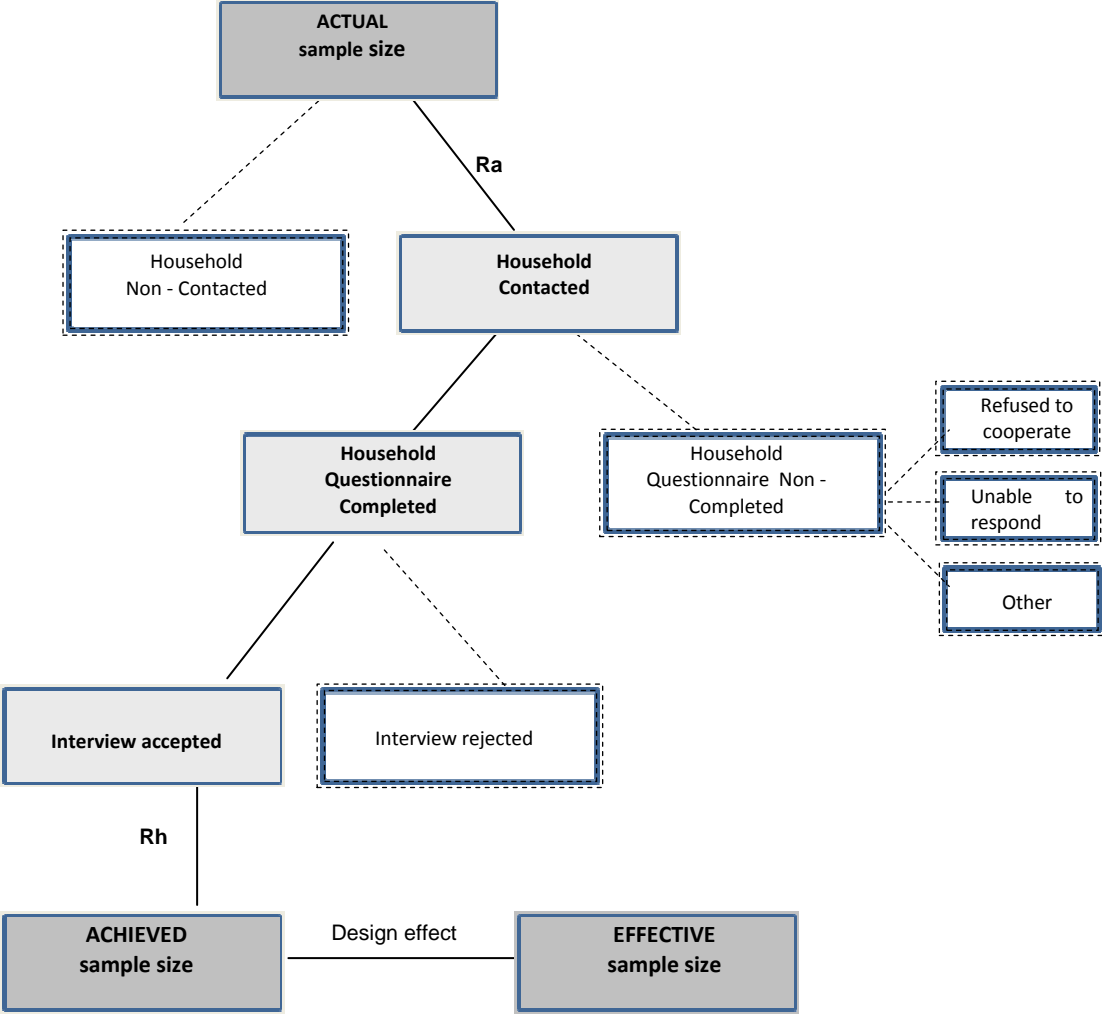 ACTUAL
sample size
Ra
Household
Non - Contacted
Household
Contacted
Household
Questionnaire
Completed
Household
Questionnaire Non -
Completed
Refused to
cooperate
Unable to
respond
Other
Interview accepted
Interview rejected
Rh
ACHIEVED
sample size
Design effect
EFFECTIVE
sample size